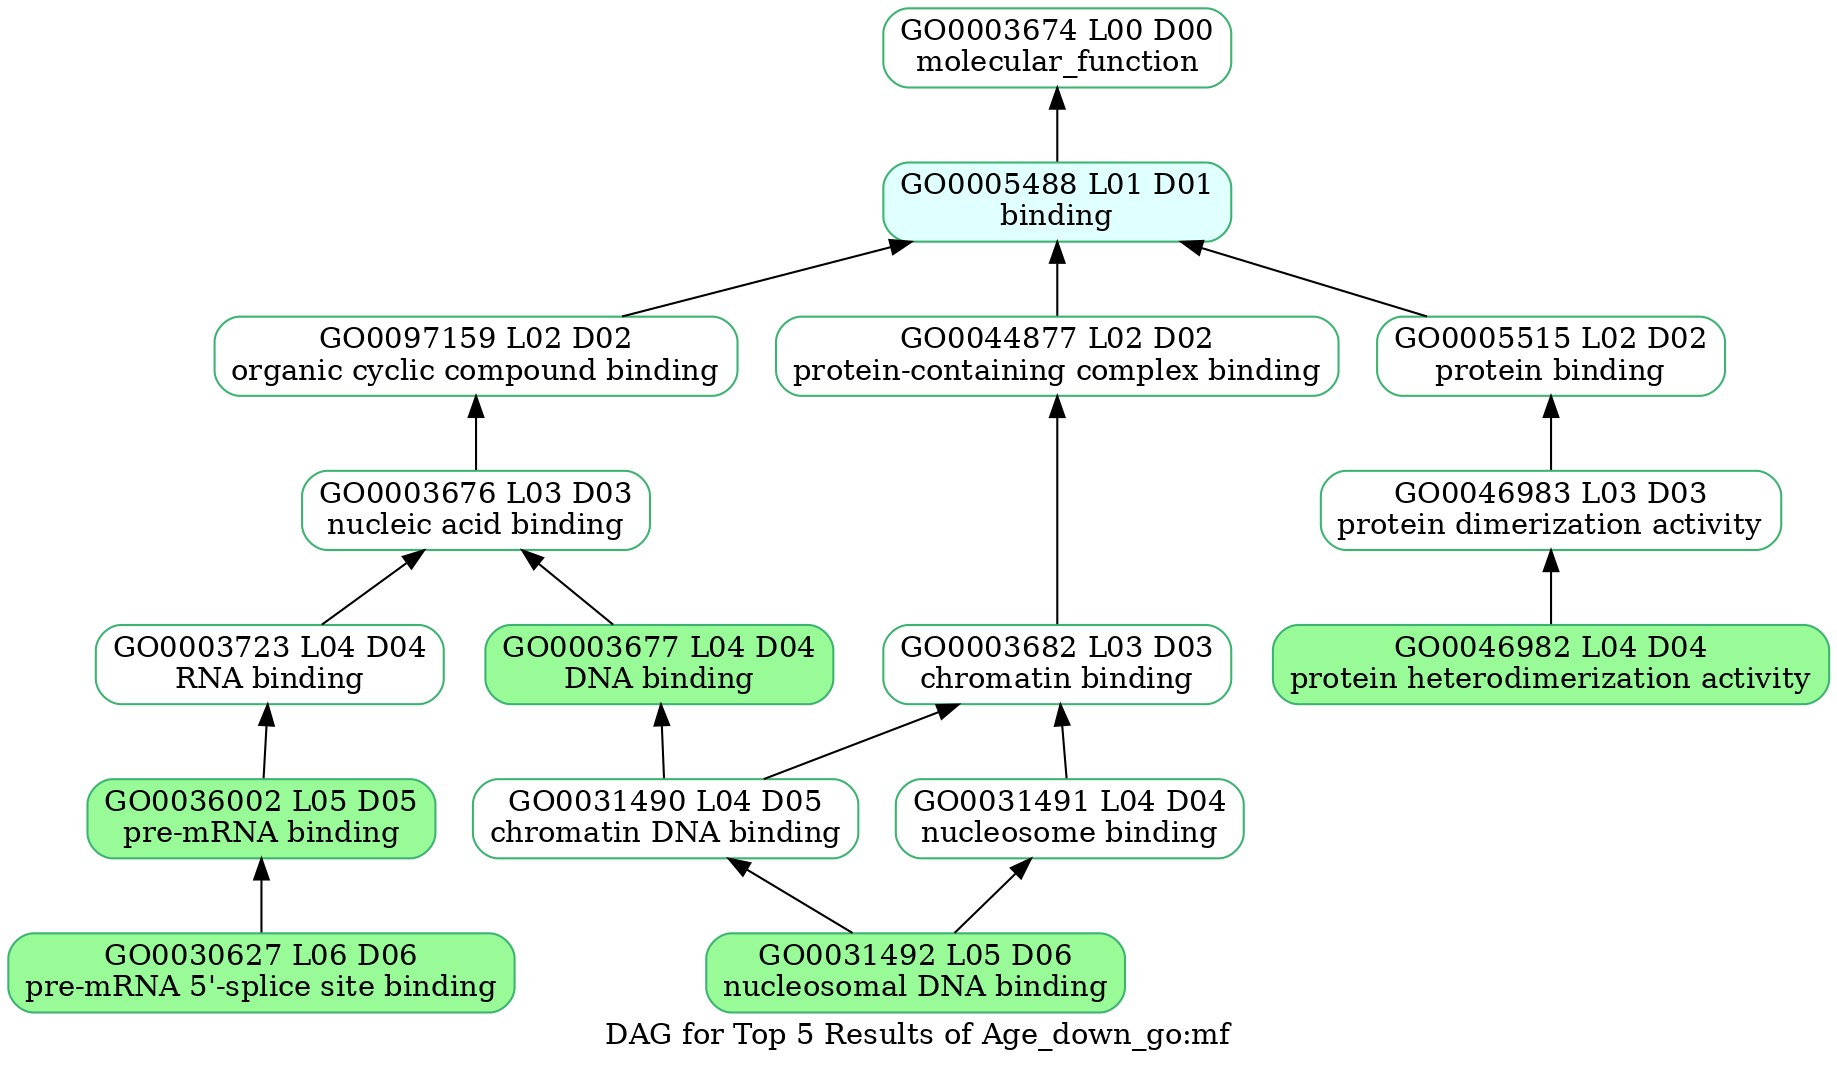 GO0003674 L00 D00
molecular_function
GO0005488 L01 D01
binding
GO0097159 L02 D02
organic cyclic compound binding
GO0044877 L02 D02
protein-containing complex binding
GO0005515 L02 D02
protein binding
GO0003676 L03 D03
nucleic acid binding
GO0046983 L03 D03
protein dimerization activity
GO0003723 L04 D04
RNA binding
GO0003677 L04 D04
DNA binding
GO0003682 L03 D03
chromatin binding
GO0046982 L04 D04
protein heterodimerization activity
GO0036002 L05 D05
pre-mRNA binding
GO0031490 L04 D05
chromatin DNA binding
GO0031491 L04 D04
nucleosome binding
GO0030627 L06 D06
pre-mRNA 5'-splice site binding
GO0031492 L05 D06
nucleosomal DNA binding
DAG for Top 5 Results of Age_down_go:mf